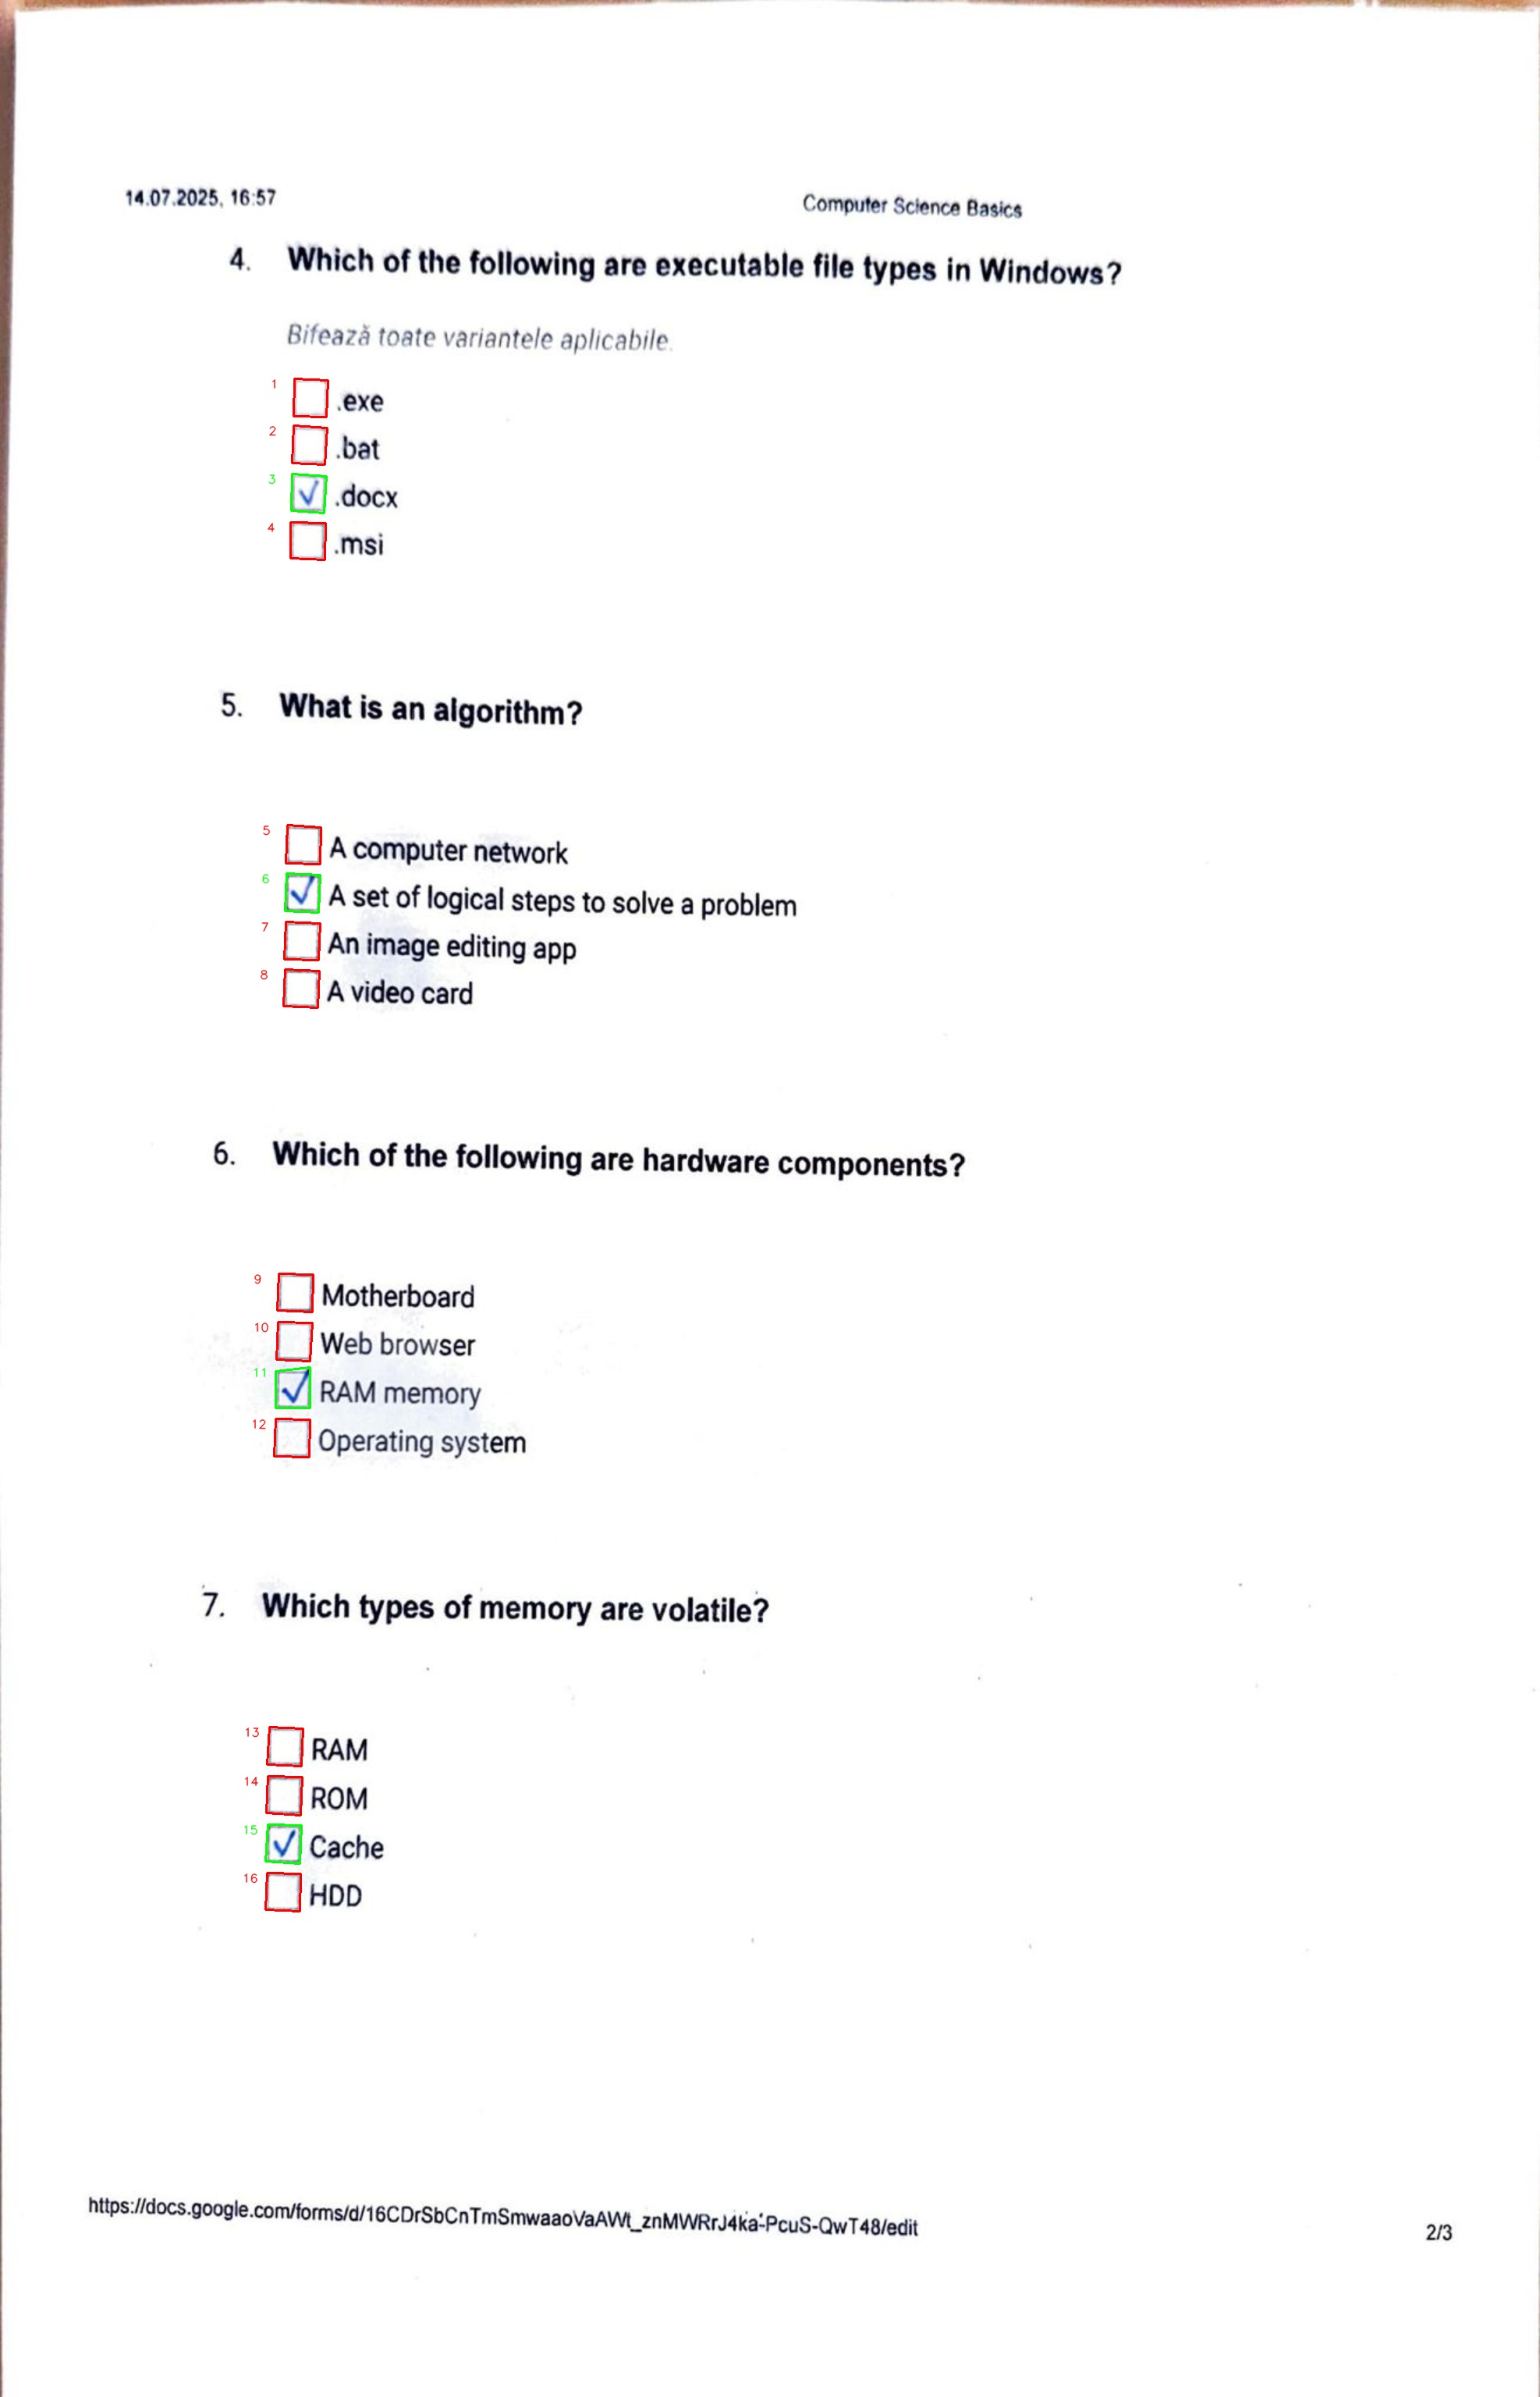 14.07.2025, 16:57
Computer Science Basics
4. Which of the following are executable file types in Windows?
Bifează toate variantele aplicabile.
1 .exe
2 .bat
3 .docx
4 .msi
5. What is an algorithm?
5 A computer network
6 A set of logical steps to solve a problem
7 An image editing app
8 A video card
6. Which of the following are hardware components?
9 Motherboard
10 Web browser
11 RAM memory
12 Operating system
7. Which types of memory are volatile?
13 RAM
14 ROM
15 Cache
16 HDD
https://docs.google.com/forms/d/16CDrSbCnTmSmwaaoVaAWt_znMWRrJ4ka-PcuS-QwT48/edit
2/3